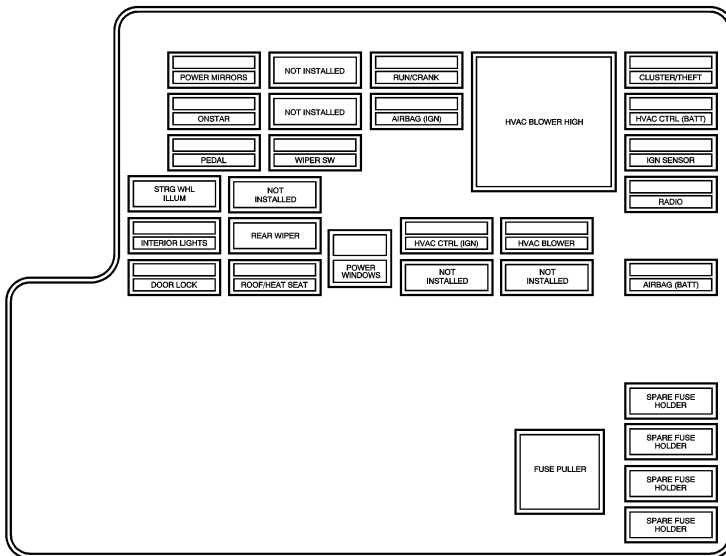 POWER MIRRORS
NOT INSTALLED
RUN/CRANK
HVAC BLOWER HIGH
CLUSTER/THEFT
ONSTAR
NOT INSTALLED
AIRBAG (IGN)
HVAC CTRL (BATT)
PEDAL
WIPER SW
IGN SENSOR
STRG WHL
ILLUM
NOT
INSTALLED
RADIO
INTERIOR LIGHTS
REAR WIPER
POWER
WINDOWS
HVAC CTRL (IGN)
HVAC BLOWER
DOOR LOCK
ROOF/HEAT SEAT
NOT
INSTALLED
NOT
INSTALLED
AIRBAG (BATT)
SPARE FUSE
HOLDER
SPARE FUSE
HOLDER
FUSE PULLER
SPARE FUSE
HOLDER
SPARE FUSE
HOLDER